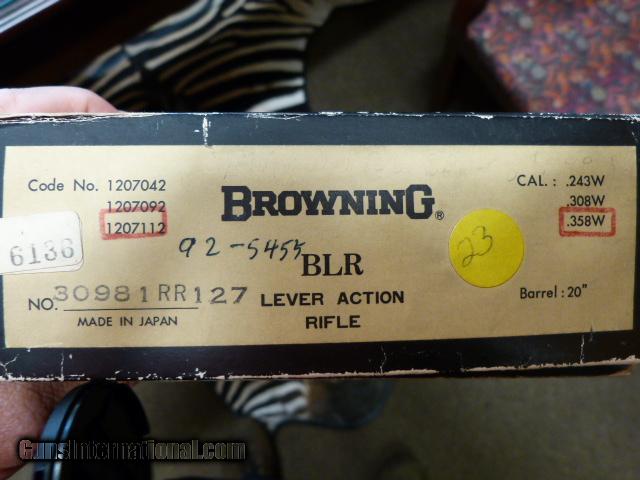 Code No. 1207042
1207092
1207112
BROWNING®
CAL. : .243W
.308W
.358W
6136
92-5455
23
BLR
NO. 30981RR127
LEVER ACTION
RIFLE
Barrel: 20"
MADE IN JAPAN
GunsInternational.com